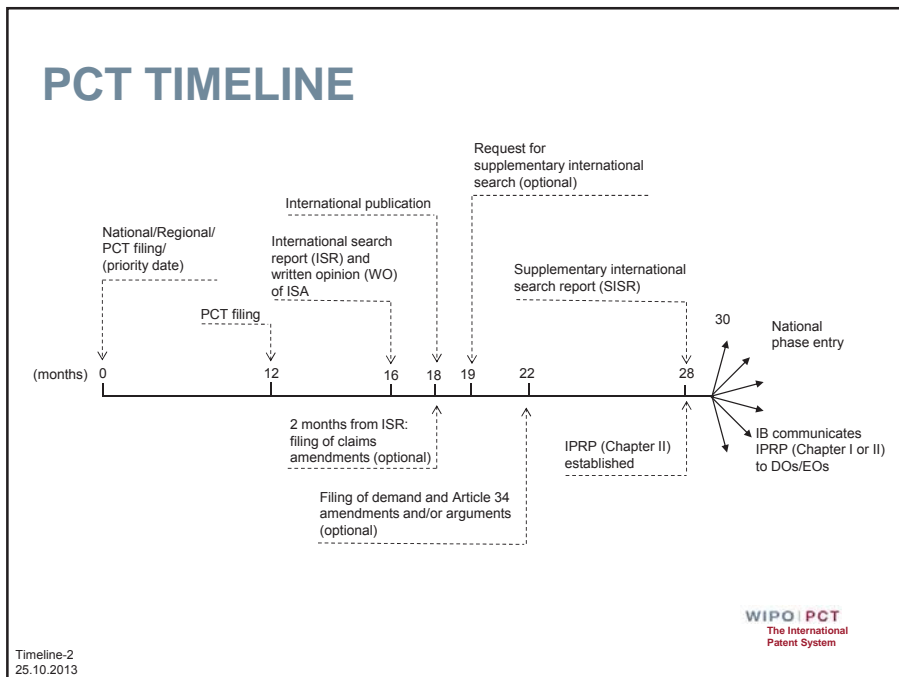 PCT TIMELINE
Request for
supplementary international
search (optional)
International publication
National/Regional/
PCT filing/
(priority date)
International search
report (ISR) and
written opinion (WO)
of ISA
Supplementary international
search report (SISR)
PCT filing
30
National
phase entry
(months) 0 12 16 18 19 22 28
2 months from ISR:
filing of claims
amendments (optional)
IPRP (Chapter II)
established
IB communicates
IPRP (Chapter I or II)
to DOs/EOs
Filing of demand and Article 34
amendments and/or arguments
(optional)
WIPO|PCT
The International
Patent System
Timeline-2
25.10.2013